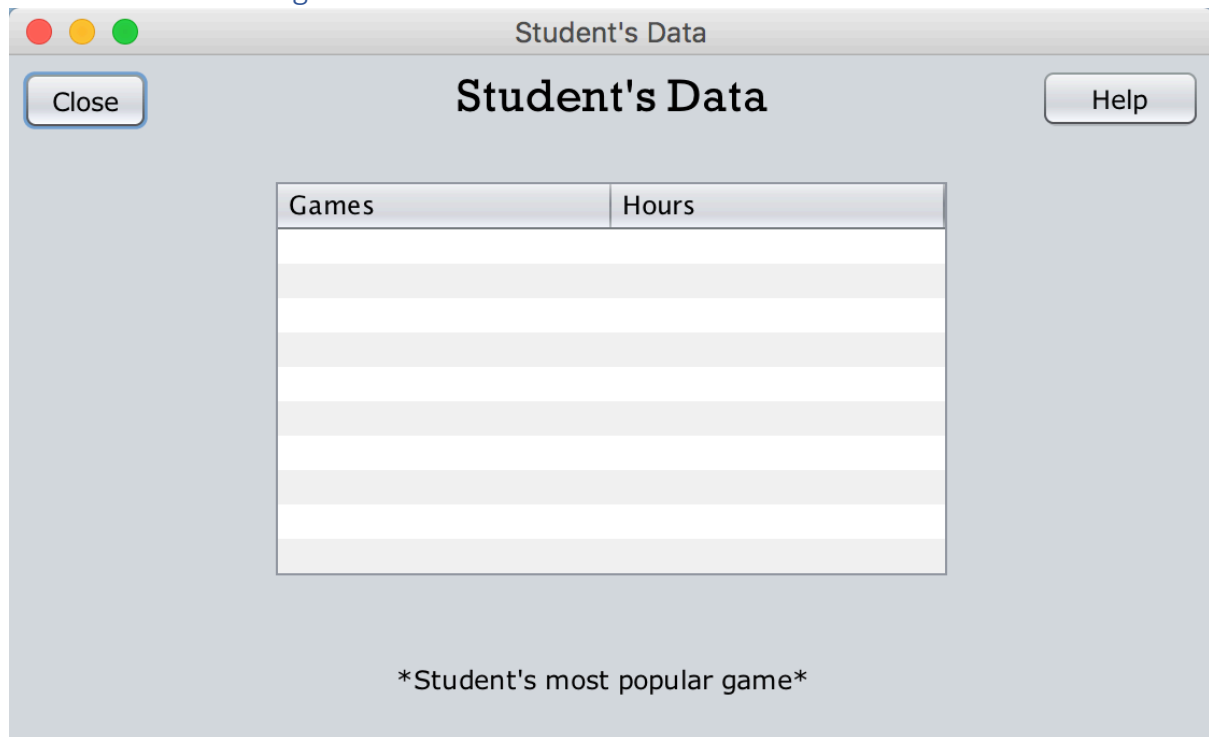 Student's Data
Close
Student's Data
Help
Games Hours
*Student's most popular game*